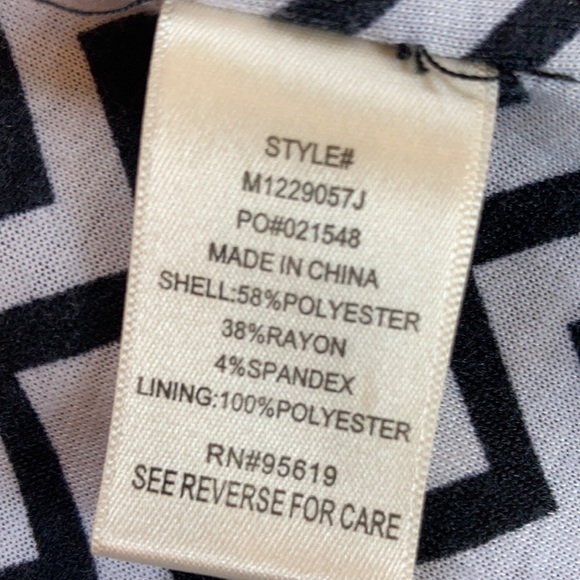 STYLE#
M1229057J
PO#021548
MADE IN CHINA
SHELL:58%POLYESTER
38%RAYON
4%SPANDEX
LINING:100%POLYESTER
RN#95619
SEE REVERSE FOR CARE